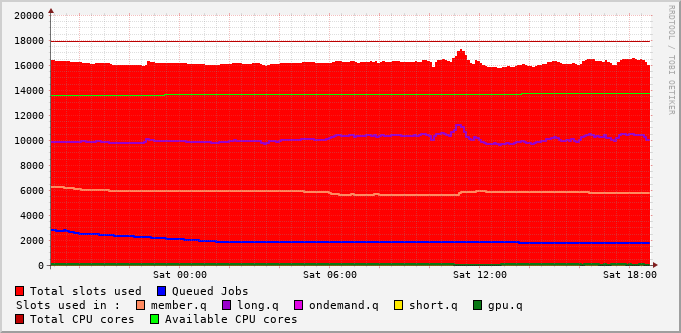 20000
18000
16000
14000
12000
10000
8000
6000
4000
2000
0
Sat 00:00 Sat 06:00 Sat 12:00 Sat 18:00
Total slots used Queued Jobs
Slots used in : member.q long.q ondemand.q short.q gpu.q
Total CPU cores Available CPU cores
RRDTOOL / TOBI OETIKER